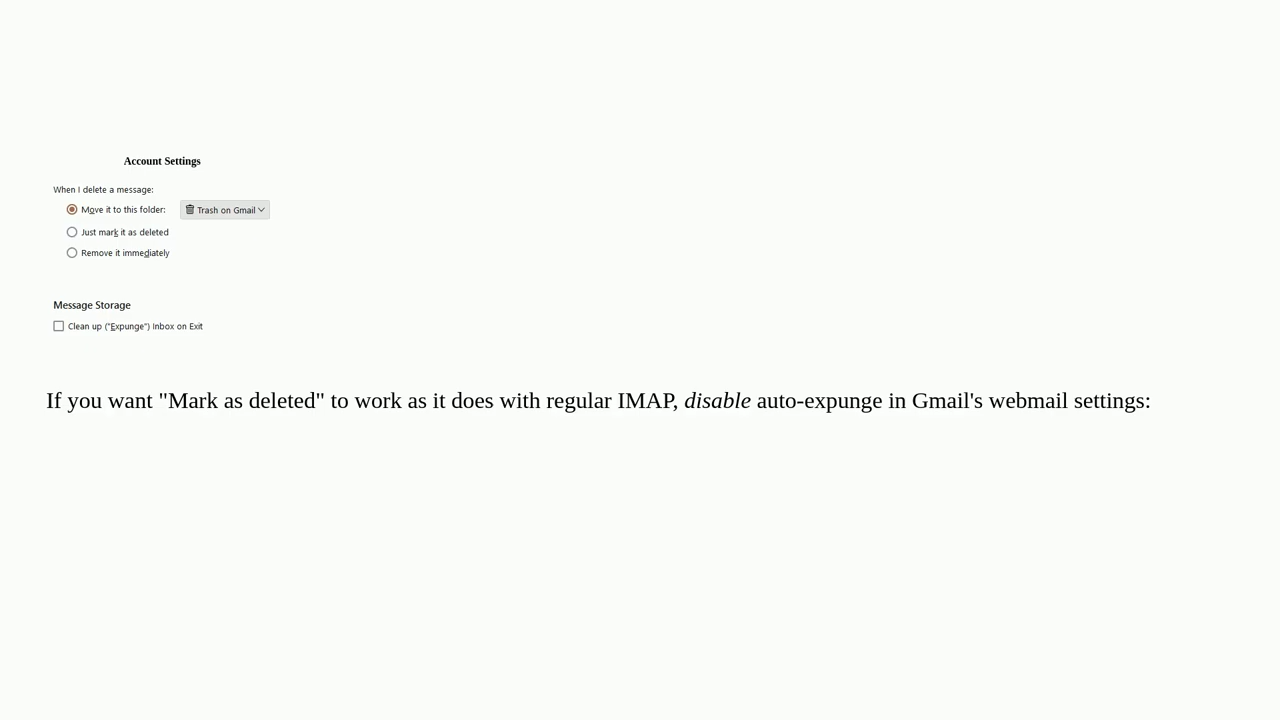 Account Settings
When I delete a message:
Move it to this folder: Trash on Gmail
Just mark it as deleted
Remove it immediately
Message Storage
Clean up ("Expunge") Inbox on Exit
If you want "Mark as deleted" to work as it does with regular IMAP, disable auto-expunge in Gmail's webmail settings: